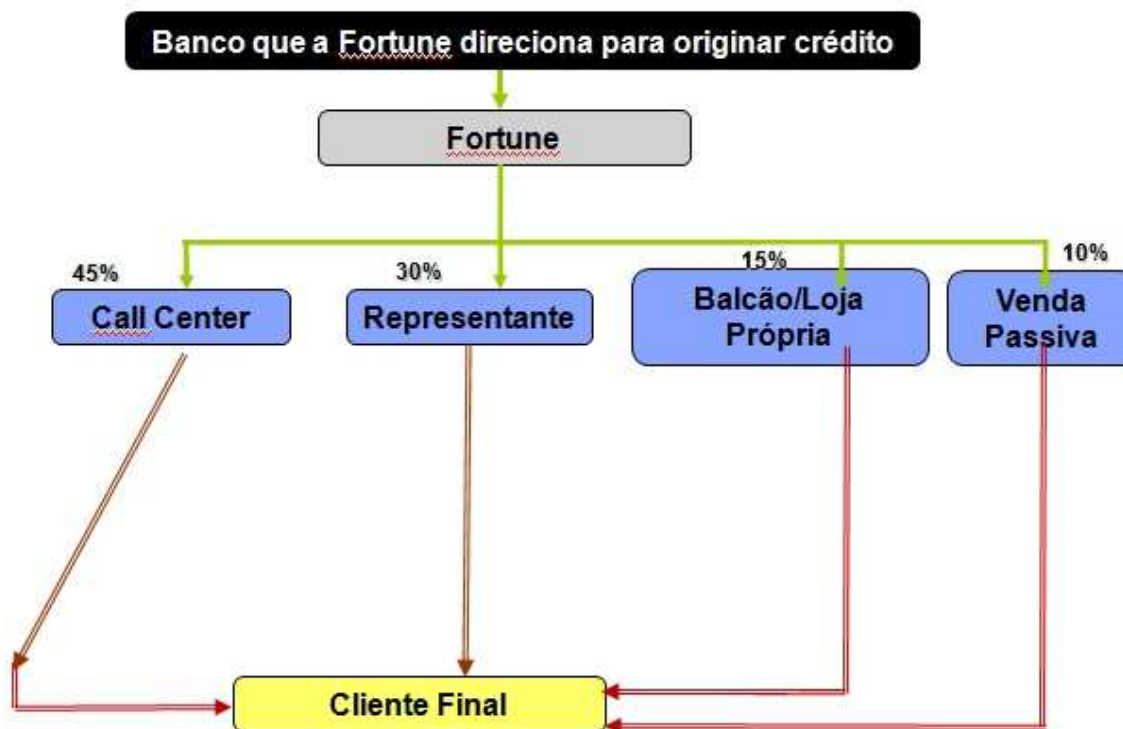 Banco que a Fortune direciona para originar crédito
Fortune
45%
30%
15%
10%
Call Center
Representante
Balcão/Loja
Própria
Venda
Passiva
Cliente Final